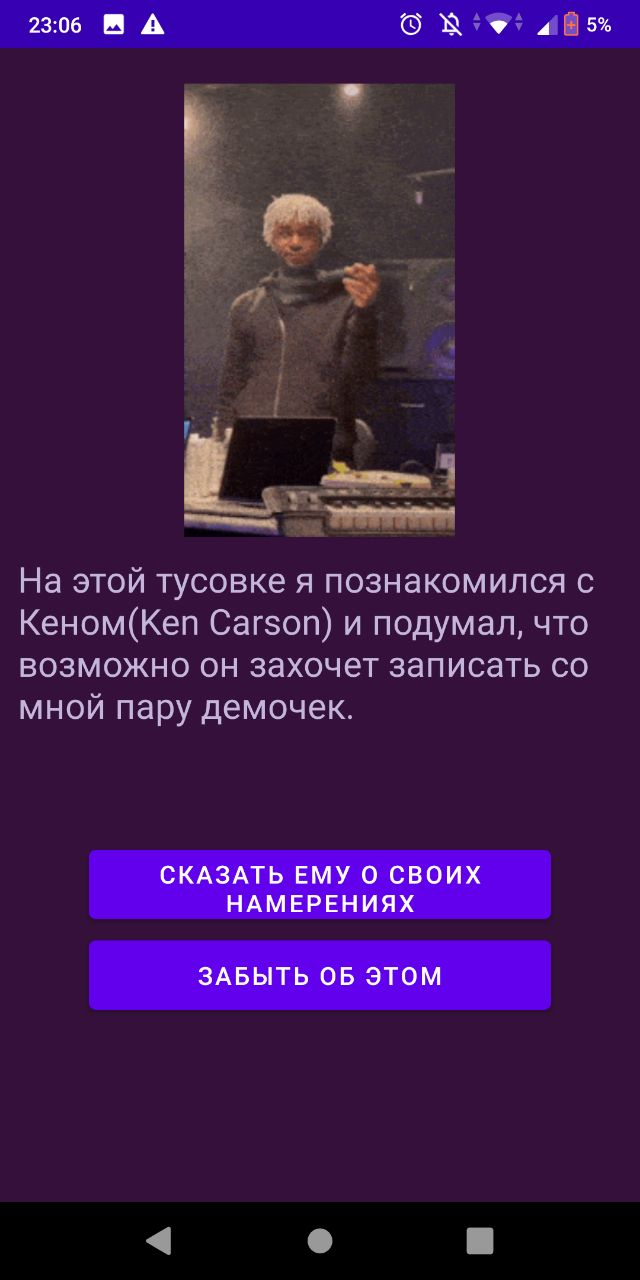 23:06 5%
На этой тусовке я познакомился с
Кеном(Ken Carson) и подумал, что
возможно он захочет записать со
мной пару демочек.
СКАЗАТЬ ЕМУ О СВОИХ
НАМЕРЕНИЯХ
ЗАБЫТЬ ОБ ЭТОМ